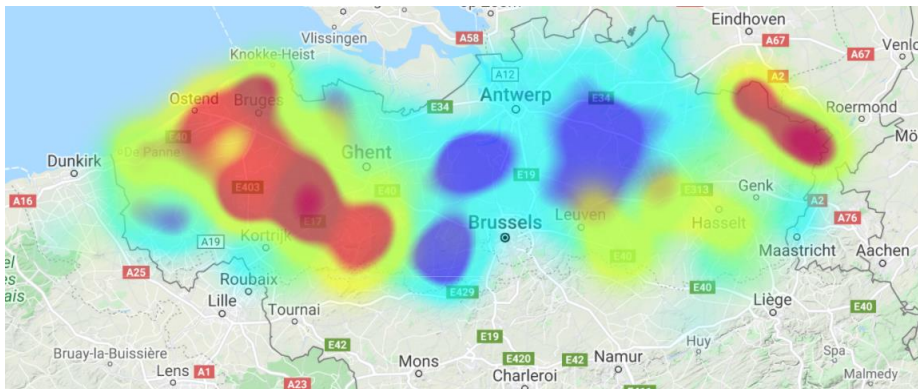 Eindhoven
Vlissingen
A58
A67
Venlo
Knokke-Heist
A67
A12
A2
Ostend
Bruges
E34
Antwerp
E34
Roermond
E40
De Panne
Ghent
Dunkirk
E19
E403
E40
E313
Genk
A16
E17
A2
Leuven
Hasselt
A76
Brussels
A19
Kortrijk
Maastricht
Aachen
E40
A25
Roubaix
E429
E40
Liège
E40
Lille
Tournai
E19
E42
Huy
Bruay-la-Buissière
E420
E42
Spa
Mons
Namur
Lens
A1
Charleroi
A23
Malmedy